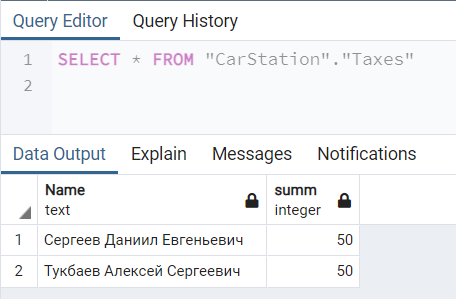 Query Editor Query History
1 SELECT * FROM "CarStation"."Taxes"
2
Data Output Explain Messages Notifications
Name summ
text integer
1 Сергеев Даниил Евгеньевич 50
2 Тукбаев Алексей Сергеевич 50